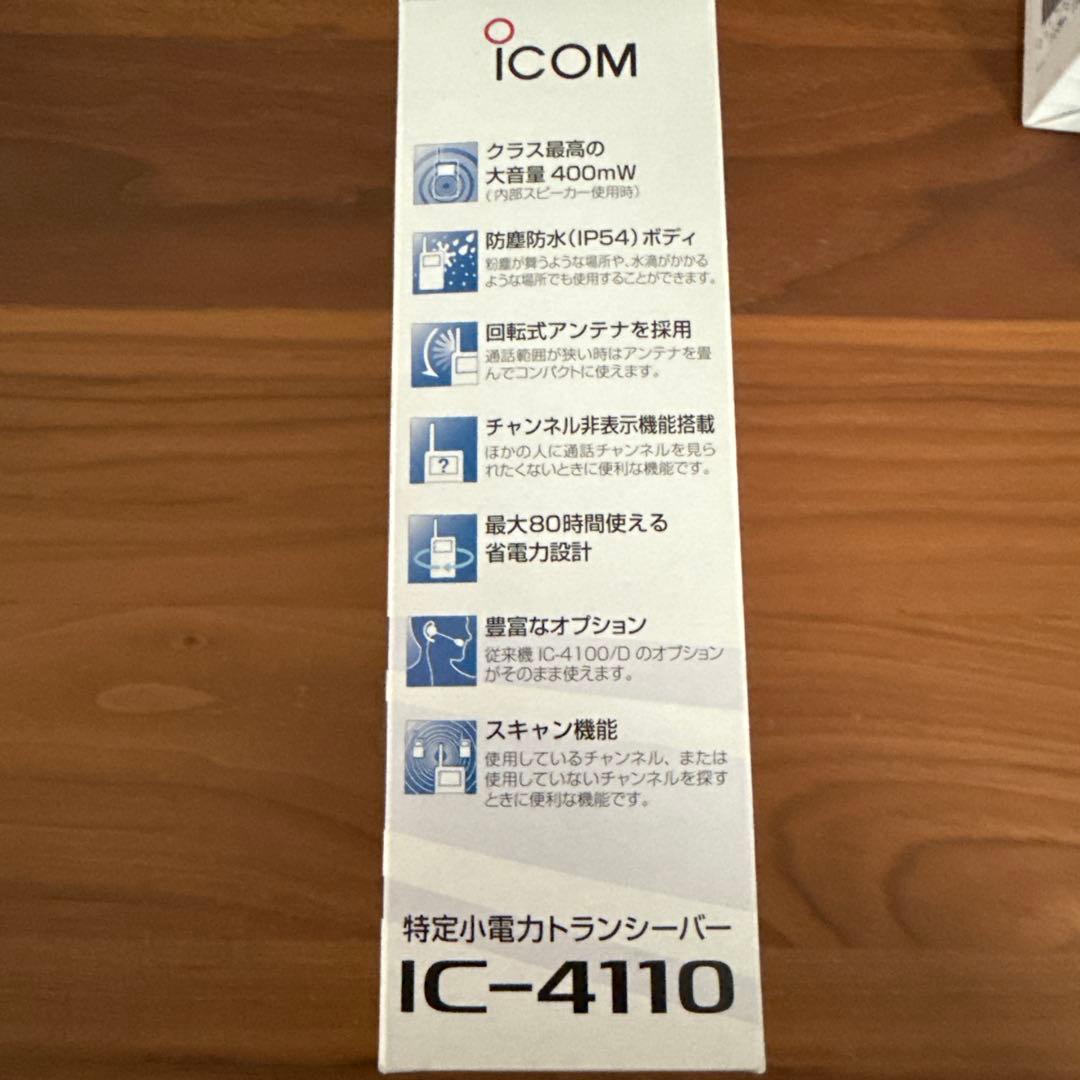 iCOM
クラス最高の
大音量 400mW
(内部スピーカー使用時)
防塵防水(IP54)ボディ
粉塵が舞うような場所や、水滴がかかる
ような場所でも使用することができます。
回転式アンテナを採用
通話範囲が狭い時はアンテナを畳
んでコンパクトに使えます。
チャンネル非表示機能搭載
ほかの人に通話チャンネルを見ら
れたくないときに便利な機能です。
?
最大80時間使える
省電力設計
豊富なオプション
従来機 IC-4100/D のオプション
がそのまま使えます。
スキャン機能
使用しているチャンネル、または
使用していないチャンネルを探す
ときに便利な機能です。
特定小電力トランシーバー
IC-4110